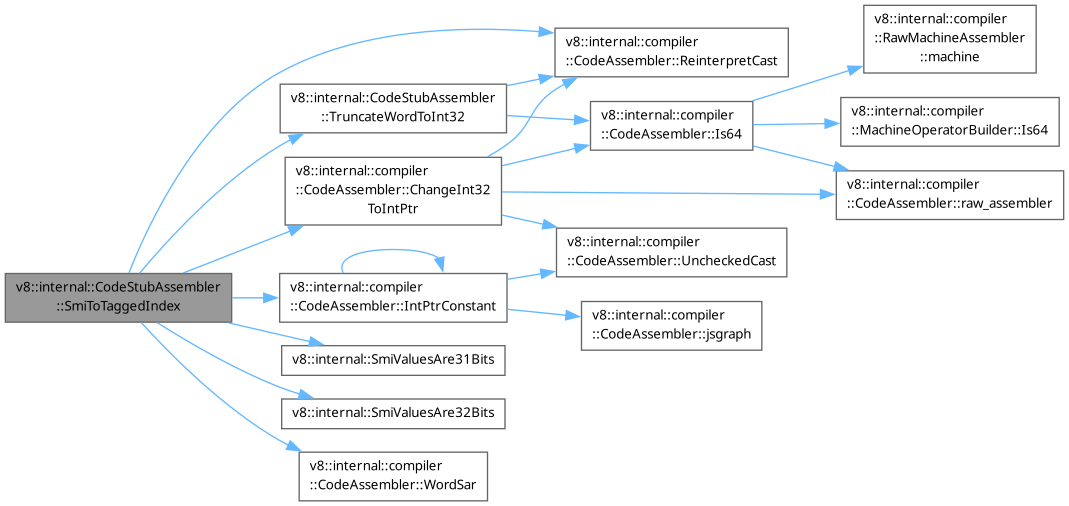 v8::internal::CodeStubAssembler
::SmiToTaggedIndex
v8::internal::CodeStubAssembler
::TruncateWordToInt32
v8::internal::compiler
::CodeAssembler::ChangeInt32
ToIntPtr
v8::internal::compiler
::CodeAssembler::IntPtrConstant
v8::internal::SmiValuesAre31Bits
v8::internal::SmiValuesAre32Bits
v8::internal::compiler
::CodeAssembler::WordSar
v8::internal::compiler
::CodeAssembler::ReinterpretCast
v8::internal::compiler
::CodeAssembler::Is64
v8::internal::compiler
::CodeAssembler::UncheckedCast
v8::internal::compiler
::CodeAssembler::jsgraph
v8::internal::compiler
::RawMachineAssembler
::machine
v8::internal::compiler
::MachineOperatorBuilder::Is64
v8::internal::compiler
::CodeAssembler::raw_assembler